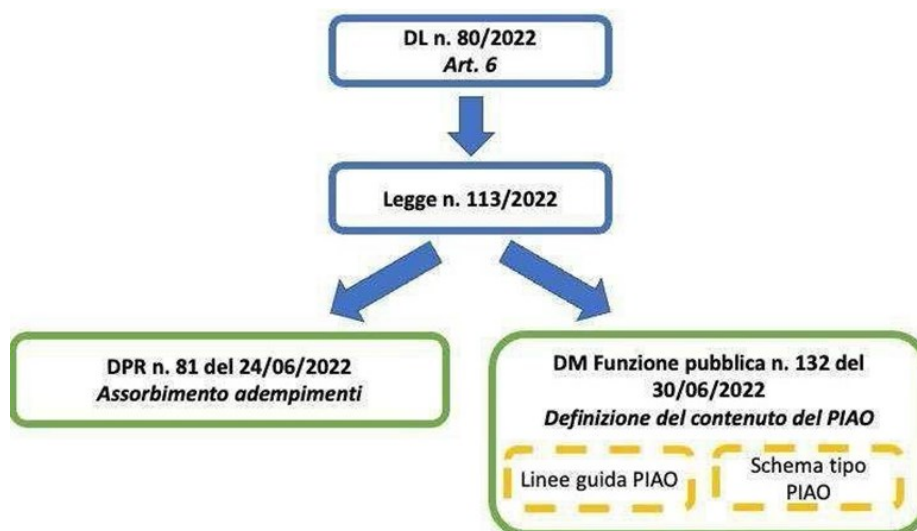 DL n. 80/2022
Art. 6
Legge n. 113/2022
DPR n. 81 del 24/06/2022
Assorbimento adempimenti
DM Funzione pubblica n. 132 del
30/06/2022
Definizione del contenuto del PIAO
Linee guida PIAO
Schema tipo
PIAO